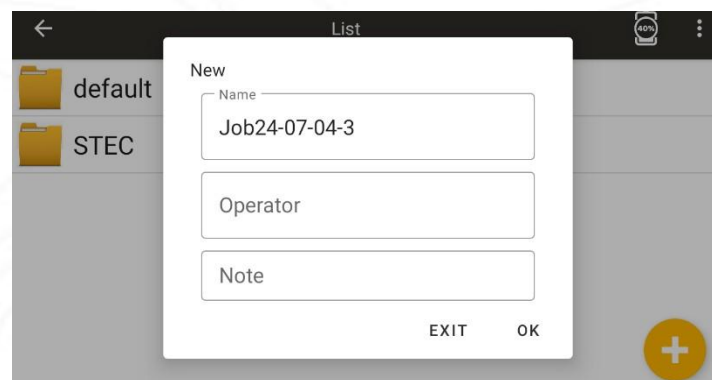 List
40%
default
New
Name
Job24-07-04-3
STEC
Operator
Note
EXIT OK